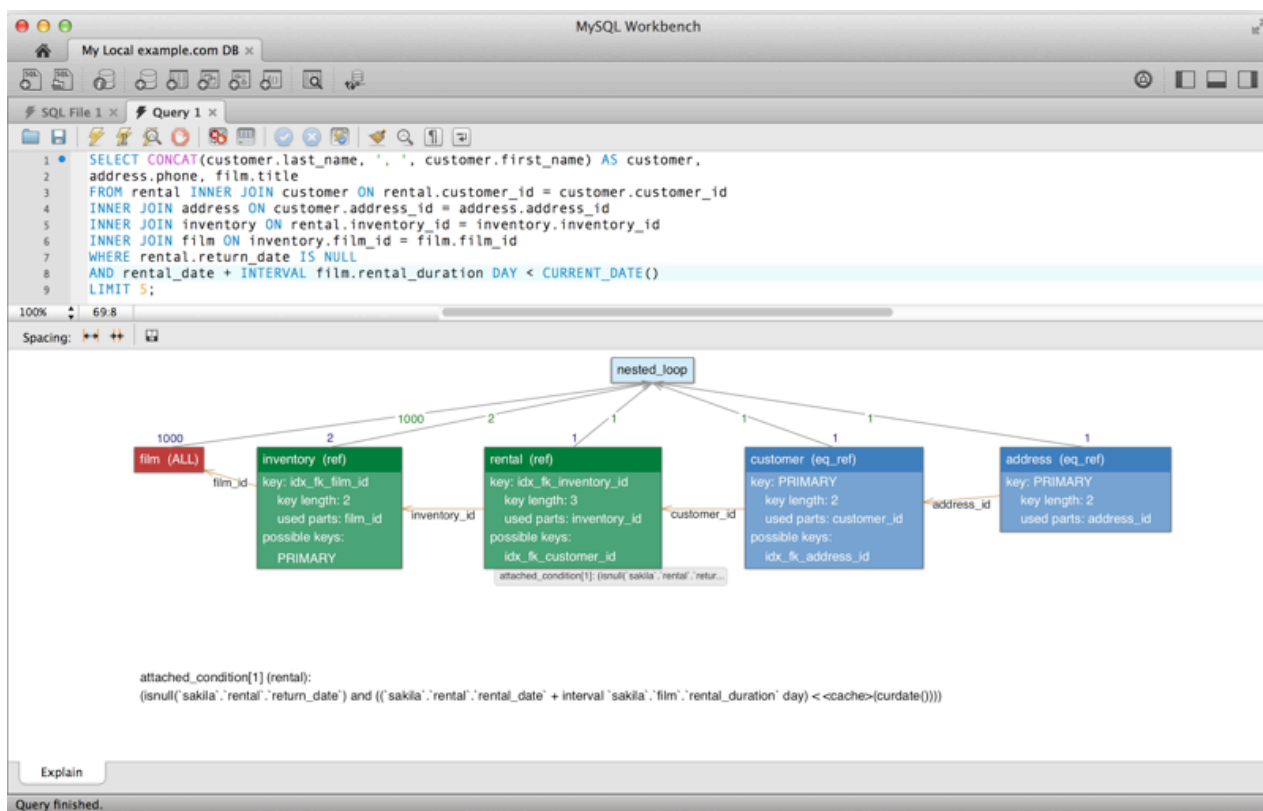 MySQL Workbench
My Local example.com DB ×
SQL File 1 ×
Query 1 ×
1 SELECT CONCAT(customer.last_name, ', ', customer.first_name) AS customer,
2 address.phone, film.title
3 FROM rental INNER JOIN customer ON rental.customer_id = customer.customer_id
4 INNER JOIN address ON customer.address_id = address.address_id
5 INNER JOIN inventory ON rental.inventory_id = inventory.inventory_id
6 INNER JOIN film ON inventory.film_id = film.film_id
7 WHERE rental.return_date IS NULL
8 AND rental_date + INTERVAL film.rental_duration DAY < CURRENT_DATE()
9 LIMIT 5;
100% 69:8
Spacing:
nested_loop
1000 2 1 1 1
1000 2 1 1 1
film (ALL)
film_id
inventory (ref)
key: idx_fk_film_id
key length: 2
used parts: film_id
possible keys:
PRIMARY
inventory_id
rental (ref)
key: idx_fk_inventory_id
key length: 3
used parts: inventory_id
possible keys:
idx_fk_customer_id
attached_condition[1]: (isnull(`sakila`.`rental`.`retur...
customer_id
customer (eq_ref)
key: PRIMARY
key length: 2
used parts: customer_id
possible keys:
idx_fk_address_id
address_id
address (eq_ref)
key: PRIMARY
key length: 2
used parts: address_id
attached_condition[1] (rental):
(isnull(`sakila`.`rental`.`return_date`) and ((`sakila`.`rental`.`rental_date` + interval `sakila`.`film`.`rental_duration` day) < <cache>(curdate())))
Explain
Query finished.